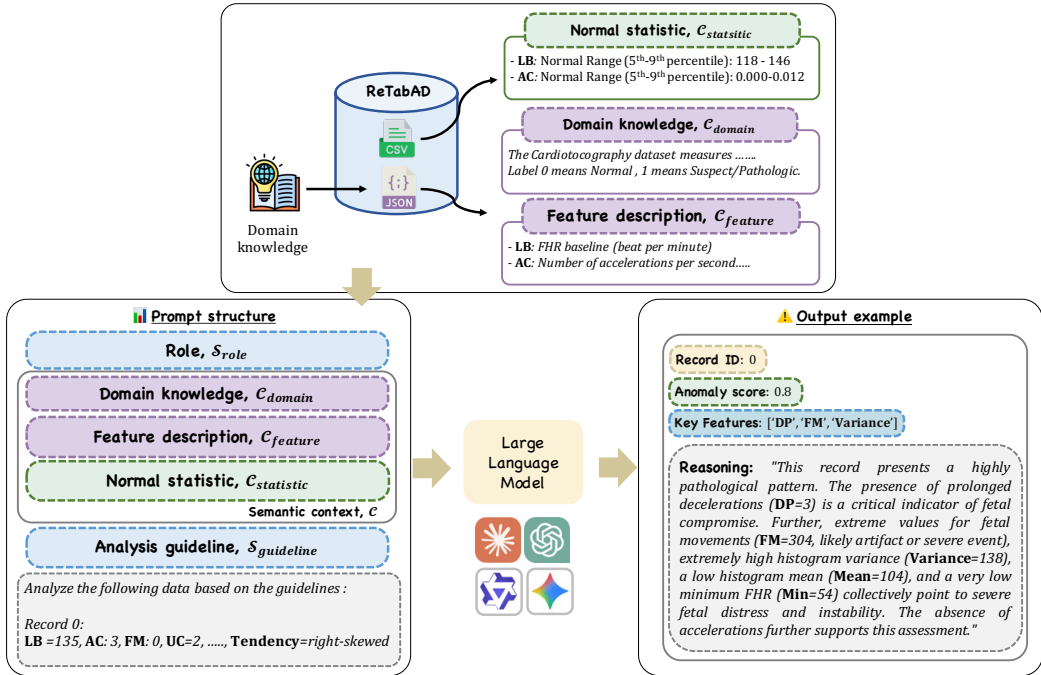 Normal statistic, C_statsitic
- LB: Normal Range (5th-9th percentile): 118 - 146
- AC: Normal Range (5th-9th percentile): 0.000-0.012
ReTabAD
CSV
{;}
JSON
Domain
knowledge
Domain knowledge, C_domain
The Cardiotocography dataset measures .......
Label 0 means Normal , 1 means Suspect/Pathologic.
Feature description, C_feature
- LB: FHR baseline (beat per minute)
- AC: Number of accelerations per second.....
Prompt structure
Role, S_role
Domain knowledge, C_domain
Feature description, C_feature
Normal statistic, C_statistic
Semantic context, C
Analysis guideline, S_guideline
Analyze the following data based on the guidelines :
Record 0:
LB =135, AC: 3, FM: 0, UC=2, ....., Tendency=right-skewed
Large
Language
Model
Output example
Record ID: 0
Anomaly score: 0.8
Key Features: ['DP', 'FM', 'Variance']
Reasoning: "This record presents a highly
pathological pattern. The presence of prolonged
decelerations (DP=3) is a critical indicator of fetal
compromise. Further, extreme values for fetal
movements (FM=304, likely artifact or severe event),
extremely high histogram variance (Variance=138),
a low histogram mean (Mean=104), and a very low
minimum FHR (Min=54) collectively point to severe
fetal distress and instability. The absence of
accelerations further supports this assessment."